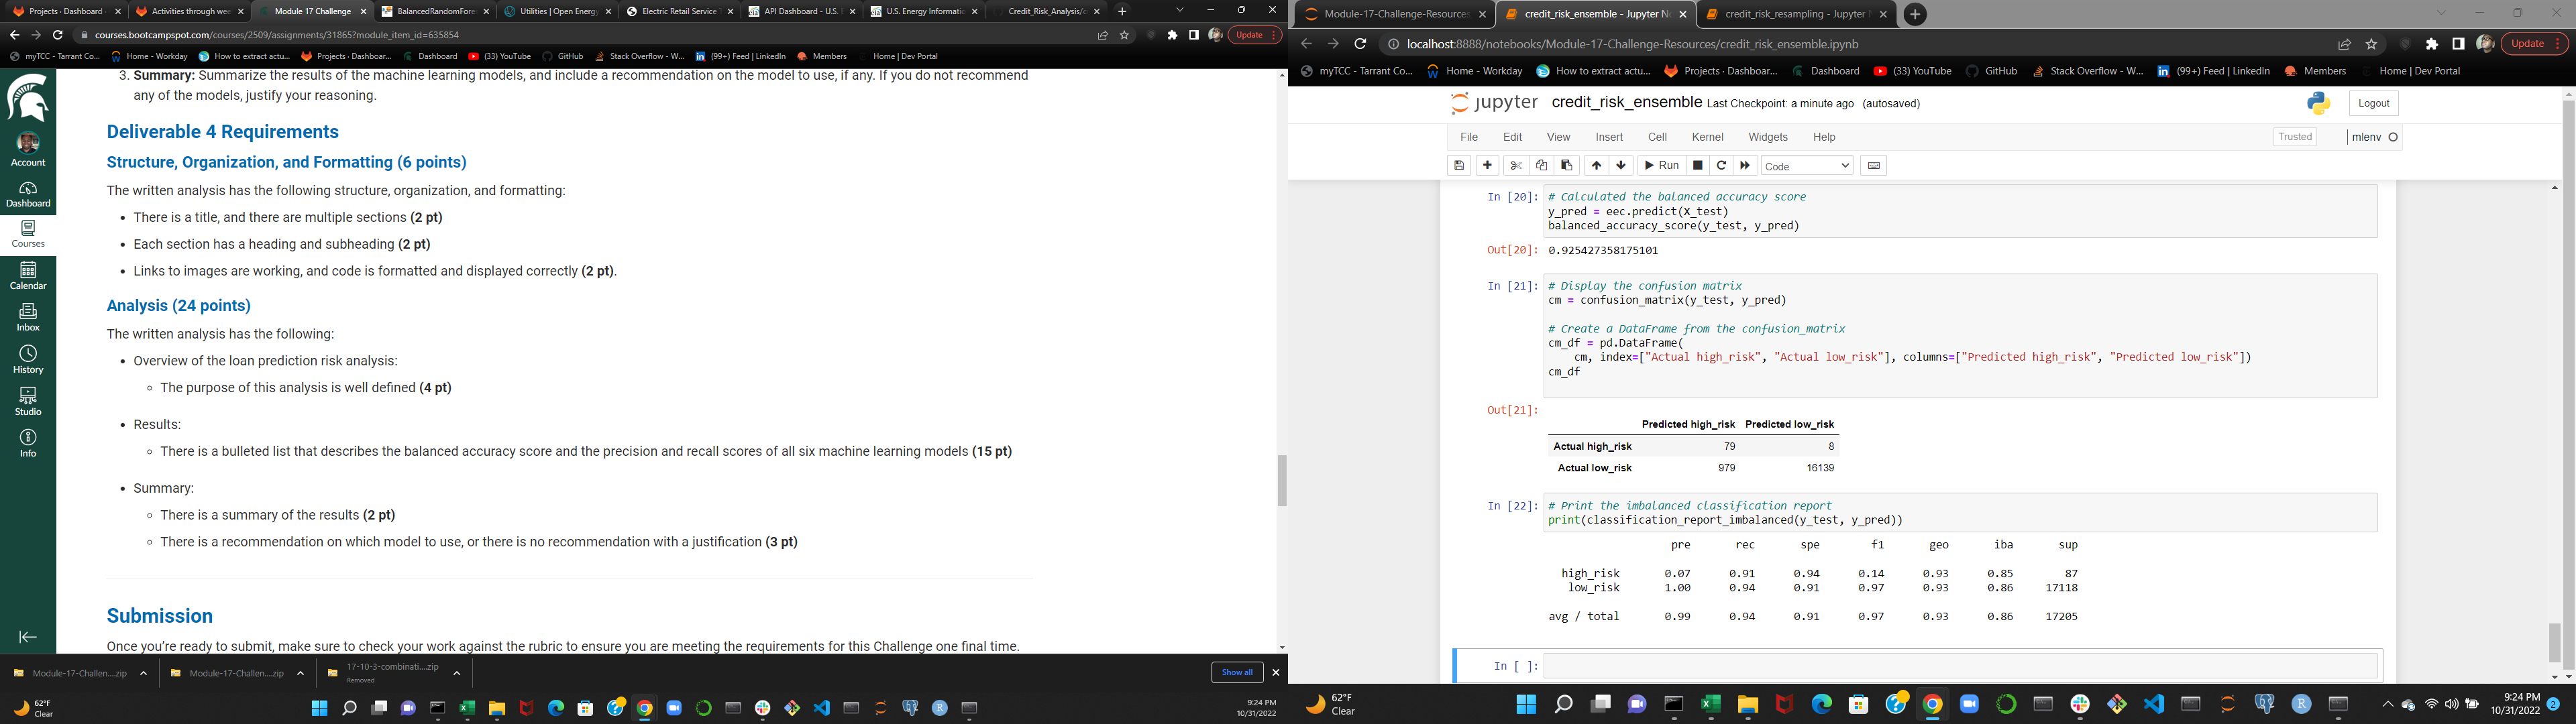 Projects · Dashboard
Activities through wee
Module 17 Challenge
BalancedRandomFore
Utilities | Open Energy
Electric Retail Service
API Dashboard - U.S.
U.S. Energy Informatic
Credit_Risk_Analysis/c
courses.bootcampspot.com/courses/2509/assignments/31865?module_item_id=635854
Update
myTCC - Tarrant Co...
Home - Workday
How to extract actu...
Projects · Dashboar...
Dashboard
(33) YouTube
GitHub
Stack Overflow - W...
(99+) Feed | LinkedIn
Members
Home | Dev Portal
Account
Dashboard
Courses
Calendar
Inbox
History
Studio
Info
3. Summary: Summarize the results of the machine learning models, and include a recommendation on the model to use, if any. If you do not recommend
any of the models, justify your reasoning.
Deliverable 4 Requirements
Structure, Organization, and Formatting (6 points)
The written analysis has the following structure, organization, and formatting:
• There is a title, and there are multiple sections (2 pt)
• Each section has a heading and subheading (2 pt)
• Links to images are working, and code is formatted and displayed correctly (2 pt).
Analysis (24 points)
The written analysis has the following:
• Overview of the loan prediction risk analysis:
◦ The purpose of this analysis is well defined (4 pt)
• Results:
◦ There is a bulleted list that describes the balanced accuracy score and the precision and recall scores of all six machine learning models (15 pt)
• Summary:
◦ There is a summary of the results (2 pt)
◦ There is a recommendation on which model to use, or there is no recommendation with a justification (3 pt)
Submission
Once you're ready to submit, make sure to check your work against the rubric to ensure you are meeting the requirements for this Challenge one final time.
Module-17-Challen....zip
Module-17-Challen....zip
17-10-3-combinati....zip
Removed
Show all
62°F
Clear
9:24 PM
10/31/2022
Module-17-Challenge-Resources
credit_risk_ensemble - Jupyter No
credit_risk_resampling - Jupyter
localhost:8888/notebooks/Module-17-Challenge-Resources/credit_risk_ensemble.ipynb
Update
myTCC - Tarrant Co...
Home - Workday
How to extract actu...
Projects · Dashboar...
Dashboard
(33) YouTube
GitHub
Stack Overflow - W...
(99+) Feed | LinkedIn
Members
Home | Dev Portal
jupyter credit_risk_ensemble Last Checkpoint: a minute ago (autosaved)
Logout
File Edit View Insert Cell Kernel Widgets Help
Trusted
mlenv
Run
Code
In [20]: # Calculated the balanced accuracy score
y_pred = eec.predict(X_test)
balanced_accuracy_score(y_test, y_pred)
Out[20]: 0.925427358175101
In [21]: # Display the confusion matrix
cm = confusion_matrix(y_test, y_pred)
# Create a DataFrame from the confusion_matrix
cm_df = pd.DataFrame(
cm, index=["Actual high_risk", "Actual low_risk"], columns=["Predicted high_risk", "Predicted low_risk"])
cm_df
Out[21]:
Predicted high_risk Predicted low_risk
Actual high_risk 79 8
Actual low_risk 979 16139
In [22]: # Print the imbalanced classification report
print(classification_report_imbalanced(y_test, y_pred))
pre rec spe f1 geo iba sup
high_risk 0.07 0.91 0.94 0.14 0.93 0.85 87
low_risk 1.00 0.94 0.91 0.97 0.93 0.86 17118
avg / total 0.99 0.94 0.91 0.97 0.93 0.86 17205
In [ ]:
62°F
Clear
9:24 PM
10/31/2022
2